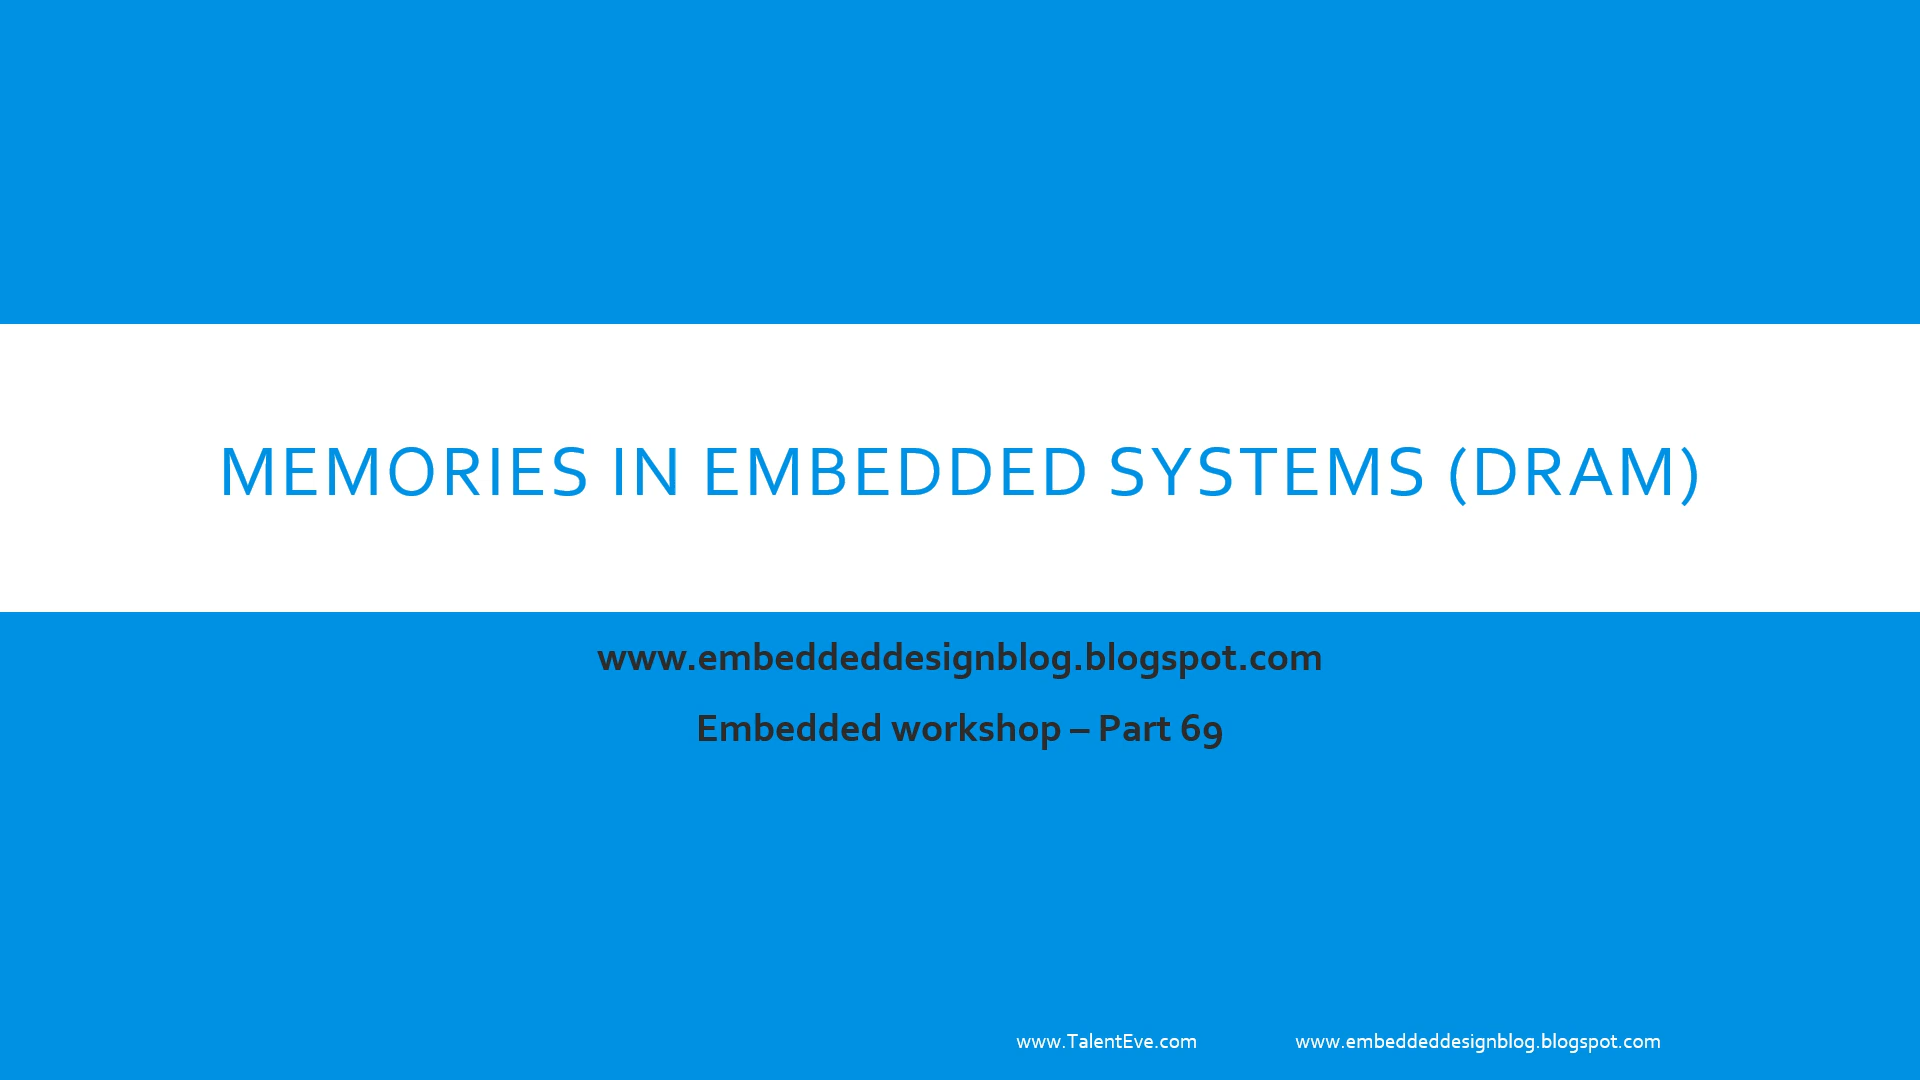 MEMORIES IN EMBEDDED SYSTEMS (DRAM)
www.embeddeddesignblog.blogspot.com
Embedded workshop – Part 69
www.TalentEve.com
www.embeddeddesignblog.blogspot.com